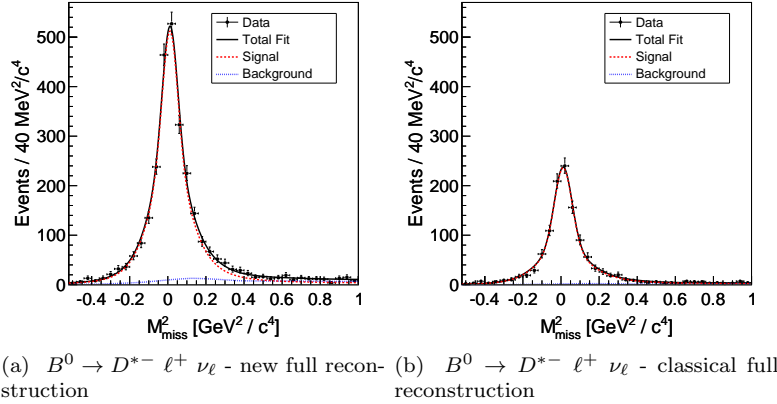 Events / 40 MeV²/c⁴
500
400
300
200
100
0
Data
Total Fit
Signal
Background
-0.4 -0.2 0 0.2 0.4 0.6 0.8 1
M²miss [GeV² / c⁴]
(a) B⁰ → D*⁻ ℓ⁺ νℓ - new full recon-
struction
Events / 40 MeV²/c⁴
500
400
300
200
100
0
Data
Total Fit
Signal
Background
-0.4 -0.2 0 0.2 0.4 0.6 0.8 1
M²miss [GeV² / c⁴]
(b) B⁰ → D*⁻ ℓ⁺ νℓ - classical full
reconstruction